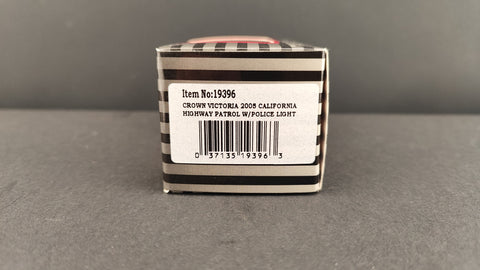 Item No:19396
CROWN VICTORIA 2005 CALIFORNIA
HIGHWAY PATROL W/POLICE LIGHT
0 37135 19396 3